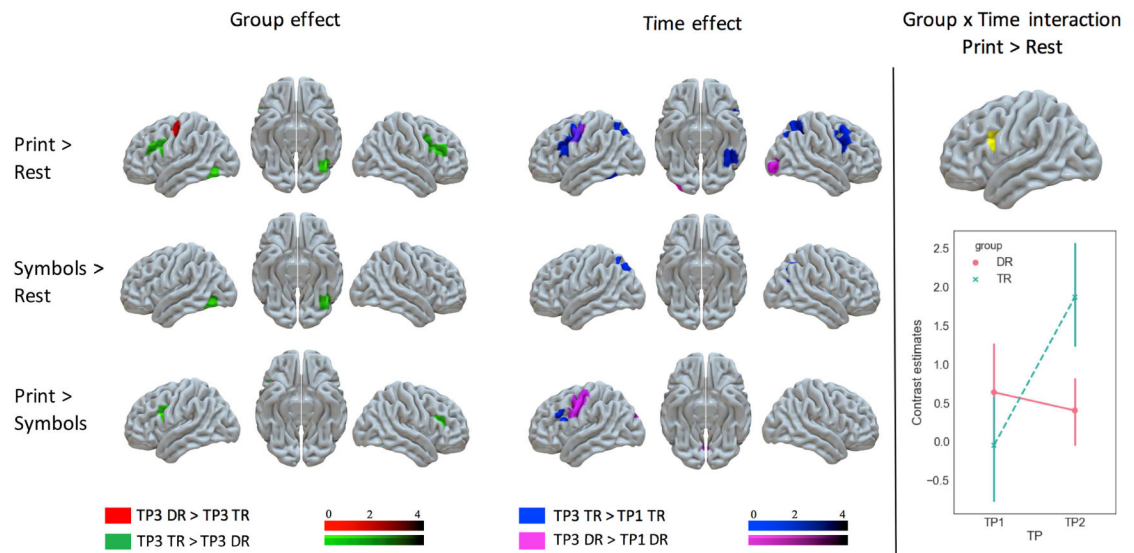 Group effect
Time effect
Group x Time interaction
Print > Rest
Print >
Rest
Symbols >
Rest
Print >
Symbols
group
DR
TR
Contrast estimates
2.5
2.0
1.5
1.0
0.5
0.0
−0.5
TP1
TP2
TP
TP3 DR > TP3 TR
TP3 TR > TP3 DR
0 2 4
TP3 TR > TP1 TR
TP3 DR > TP1 DR
0 2 4